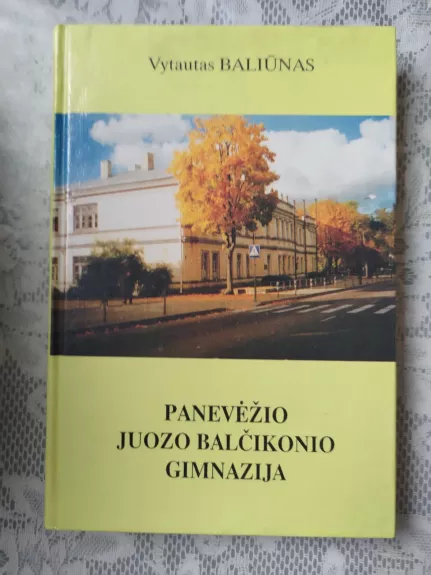 Vytautas BALIŪNAS
PANEVĖŽIO
JUOZO BALČIKONIO
GIMNAZIJA